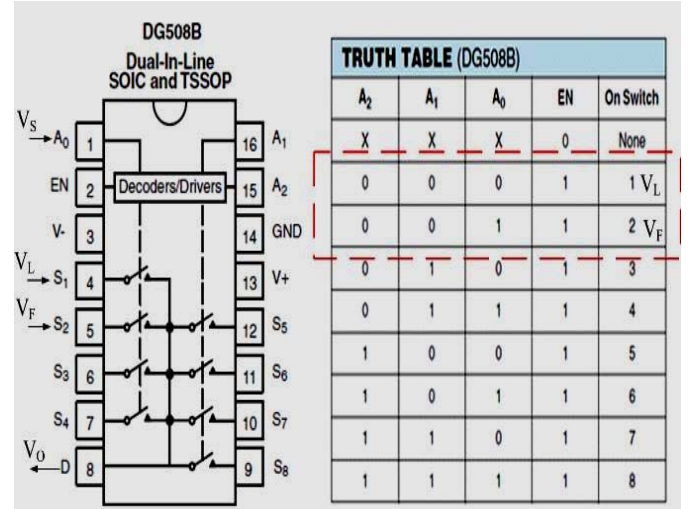 DG508B
Dual-In-Line
SOIC and TSSOP
V_S
A₀ 1 16 A₁
EN 2 Decoders/Drivers 15 A₂
V- 3 14 GND
V_L
S₁ 4 13 V+
V_F
S₂ 5 12 S₅
S₃ 6 11 S₆
S₄ 7 10 S₇
V_O
D 8 9 S₈
TRUTH TABLE (DG508B)
A₂ A₁ A₀ EN On Switch
X X X 0 None
0 0 0 1 1 V_L
0 0 1 1 2 V_F
0 1 0 1 3
0 1 1 1 4
1 0 0 1 5
1 0 1 1 6
1 1 0 1 7
1 1 1 1 8